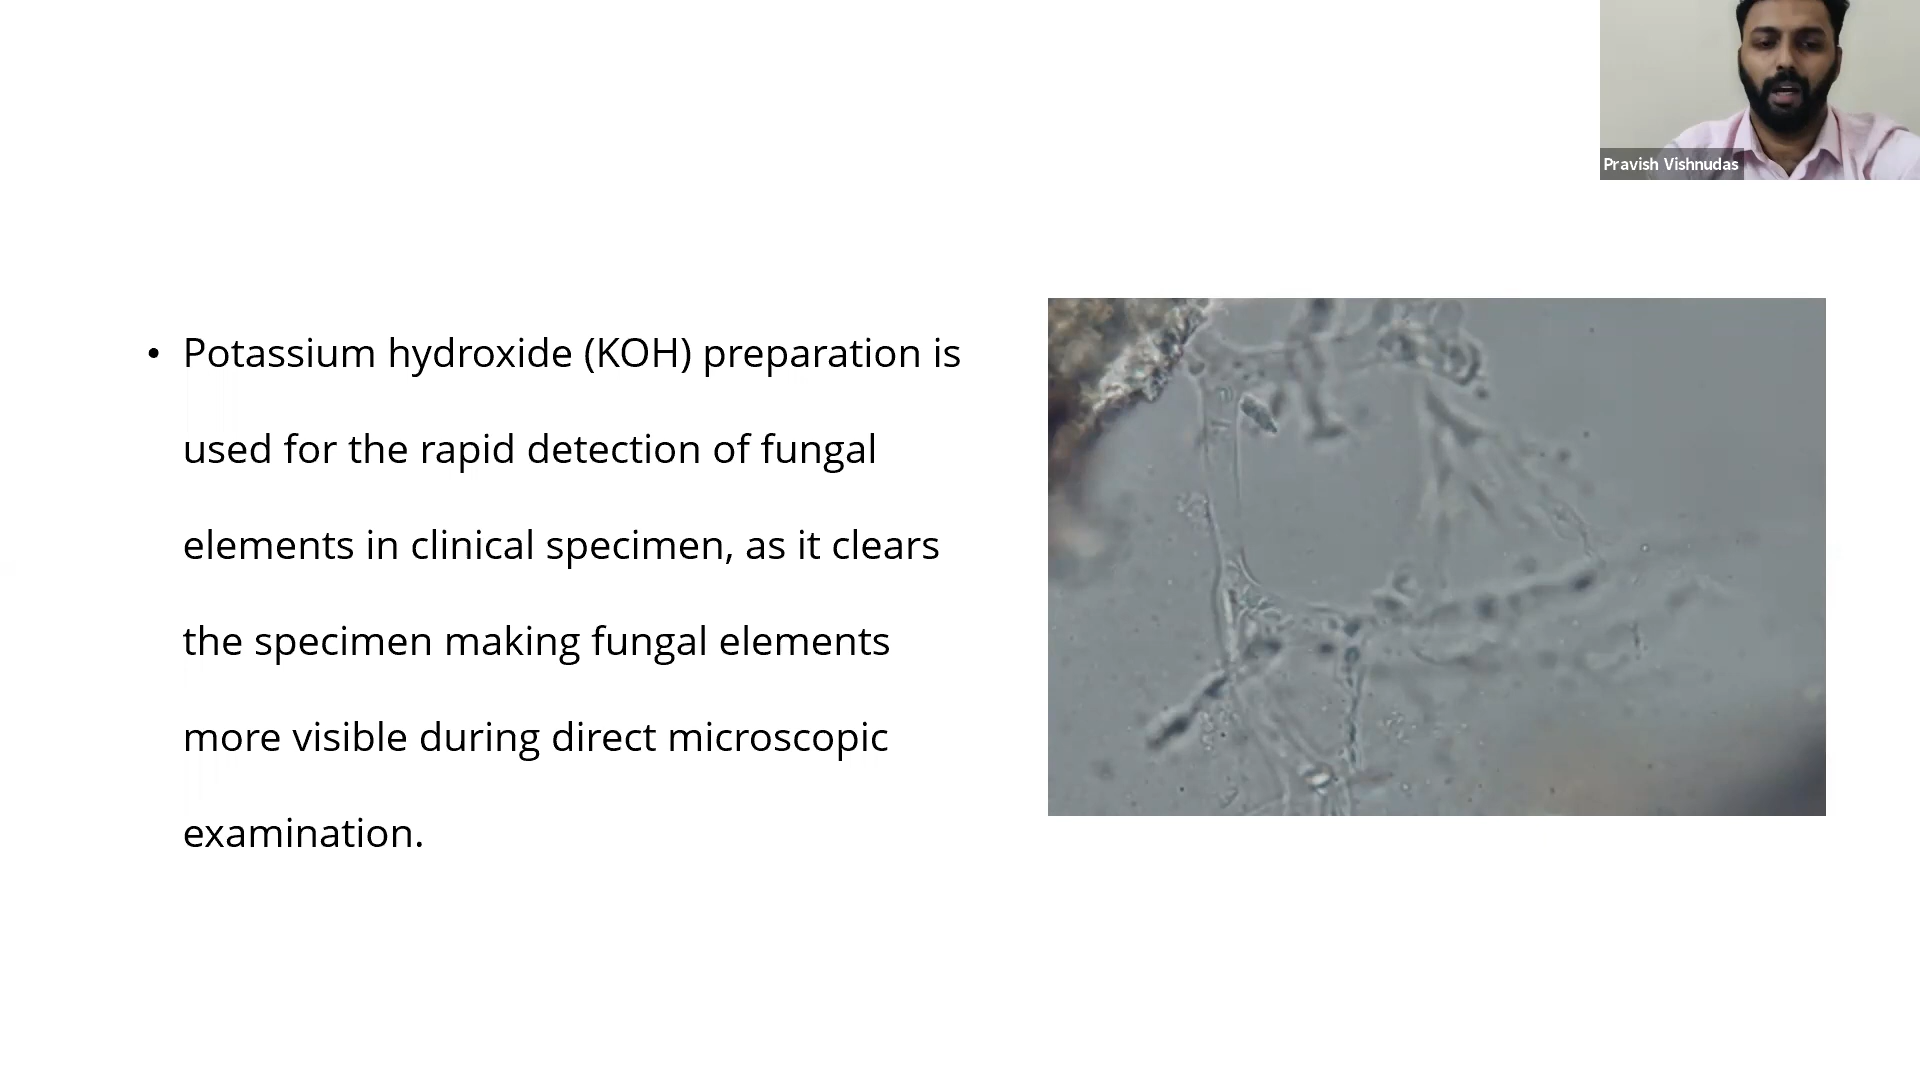 Pravish Vishnudas
• Potassium hydroxide (KOH) preparation is
used for the rapid detection of fungal
elements in clinical specimen, as it clears
the specimen making fungal elements
more visible during direct microscopic
examination.